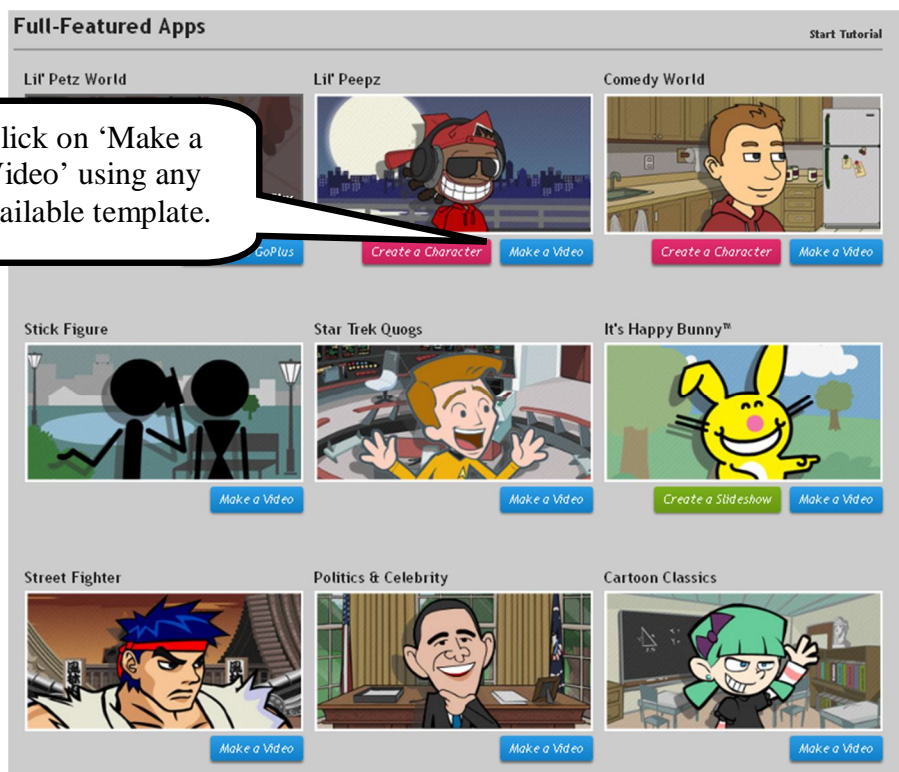 Full-Featured Apps
Start Tutorial
Lil' Petz World
Lil' Peepz
Comedy World
lick on ‘Make a
ideo’ using any
ailable template.
GoPlus
Create a Character
Make a Video
Create a Character
Make a Video
Stick Figure
Star Trek Quogs
It's Happy Bunny™
Make a Video
Make a Video
Create a Slideshow
Make a Video
Street Fighter
Politics & Celebrity
Cartoon Classics
Make a Video
Make a Video
Make a Video